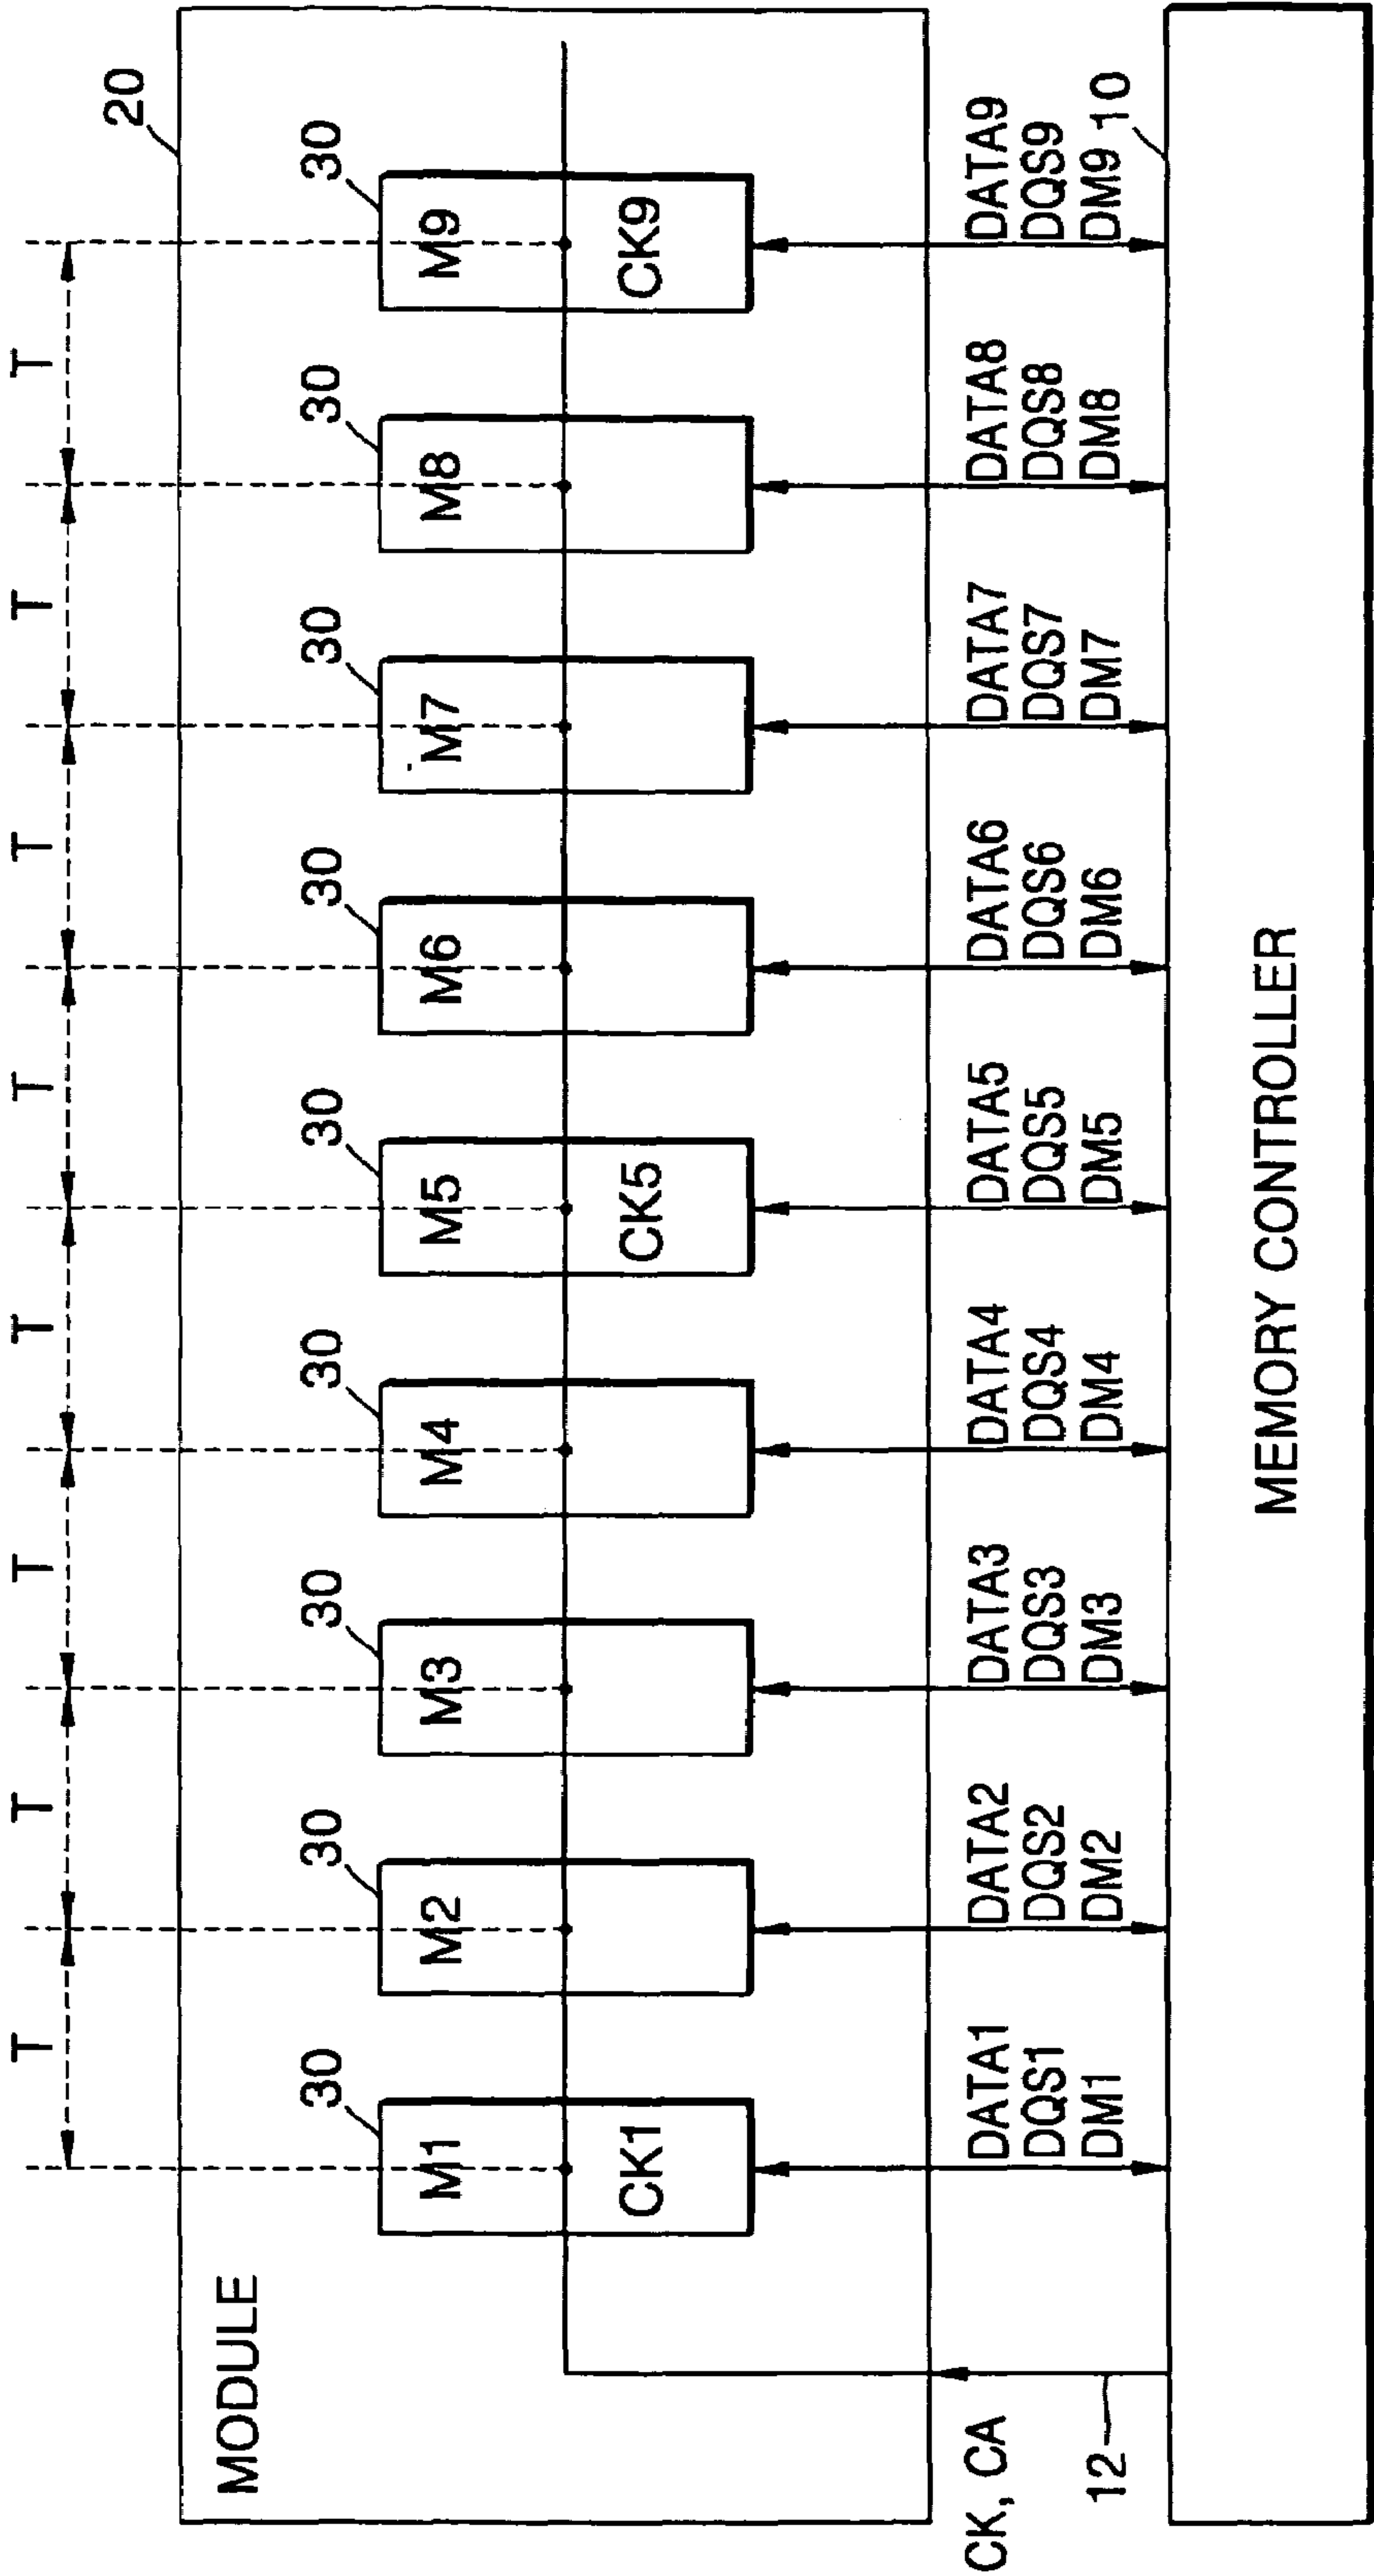 T T T T T T T T
20
MODULE
30 30 30 30 30 30 30 30 30
M1 M2 M3 M4 M5 M6 M7 M8 M9
CK1 CK5 CK9
CK, CA
DATA1 DATA2 DATA3 DATA4 DATA5 DATA6 DATA7 DATA8 DATA9
DQS1 DQS2 DQS3 DQS4 DQS5 DQS6 DQS7 DQS8 DQS9
DM1 DM2 DM3 DM4 DM5 DM6 DM7 DM8 DM9
12 10
MEMORY CONTROLLER